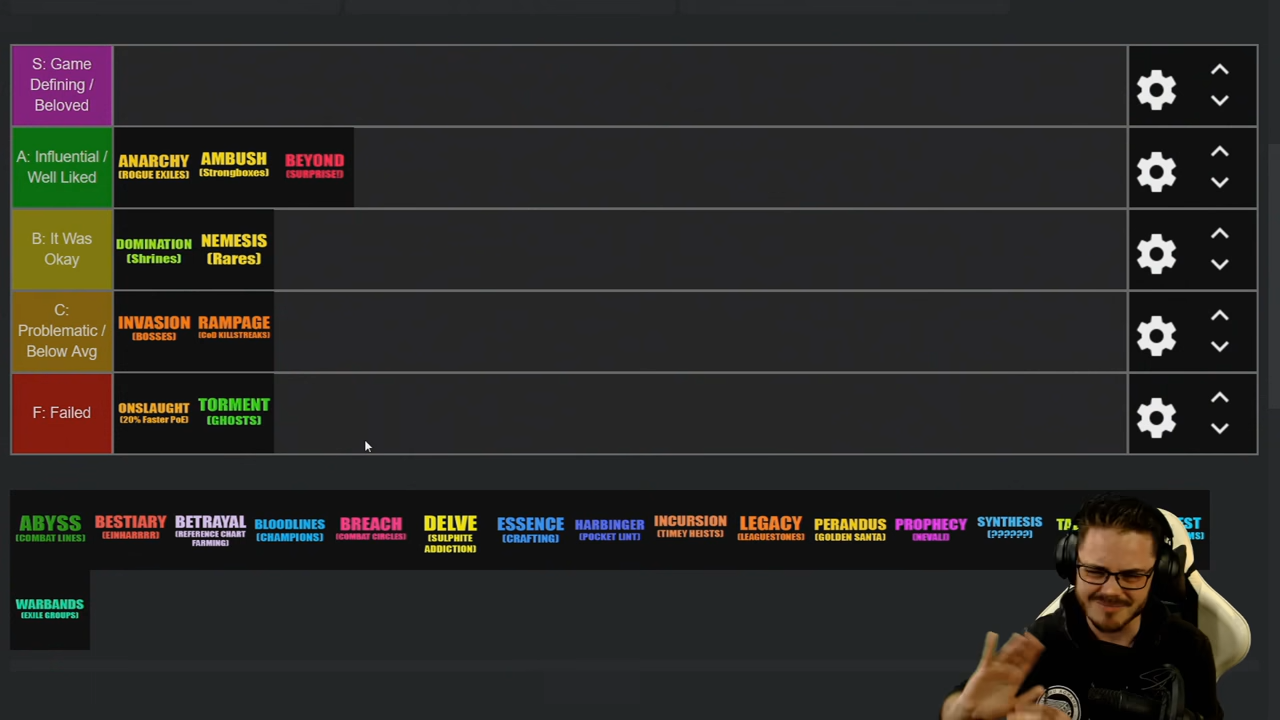 S: Game
Defining /
Beloved
A: Influential /
Well Liked
ANARCHY
(ROGUE EXILES)
AMBUSH
(Strongboxes)
BEYOND
(SURPRISE!)
B: It Was
Okay
DOMINATION
(Shrines)
NEMESIS
(Rares)
C:
Problematic /
Below Avg
INVASION
(BOSSES)
RAMPAGE
(CoD KILLSTREAKS)
F: Failed
ONSLAUGHT
(20% Faster PoE)
TORMENT
(GHOSTS)
ABYSS
(COMBAT LINES)
BESTIARY
(EINHARRRR)
BETRAYAL
(REFERENCE CHART
FARMING)
BLOODLINES
(CHAMPIONS)
BREACH
(COMBAT CIRCLES)
DELVE
(SULPHITE
ADDICTION)
ESSENCE
(CRAFTING)
HARBINGER
(POCKET LINT)
INCURSION
(TIMEY HEISTS)
LEGACY
(LEAGUESTONES)
PERANDUS
(GOLDEN SANTA)
PROPHECY
(NEVALI)
SYNTHESIS
(??????)
WARBANDS
(EXILE GROUPS)